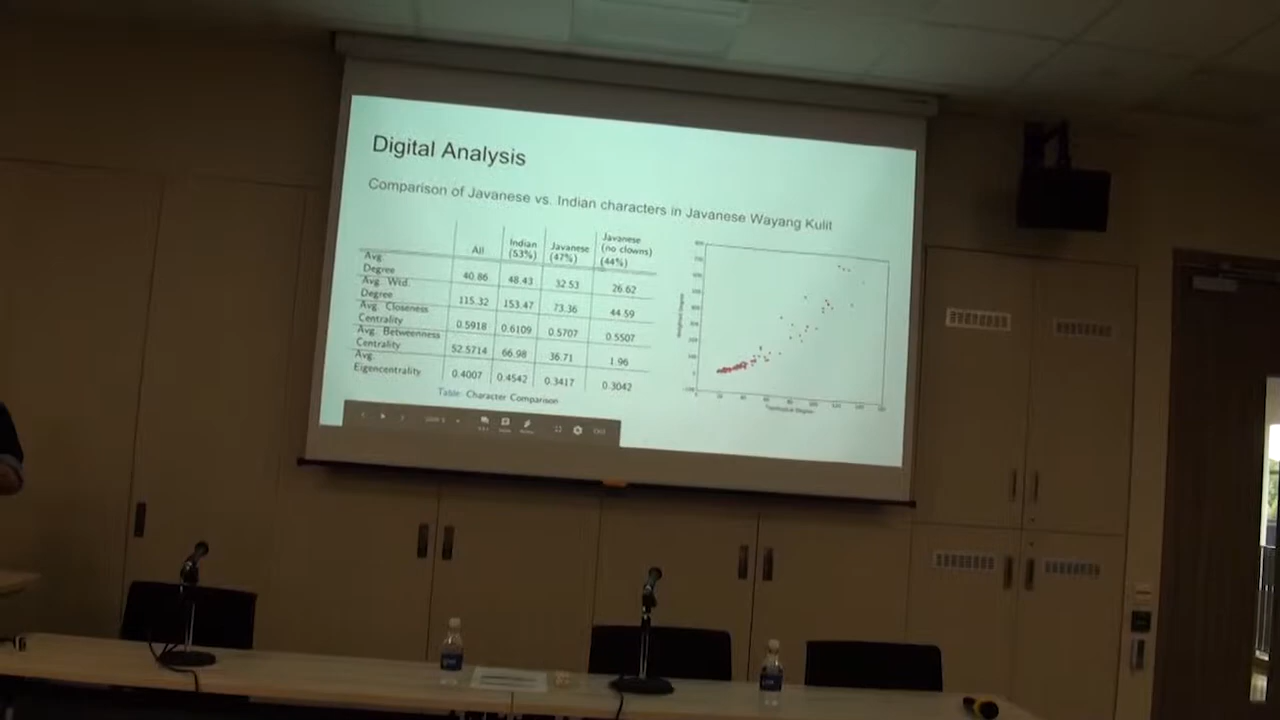 Digital Analysis
Comparison of Javanese vs. Indian characters in Javanese Wayang Kulit
All Indian (53%) Javanese (47%) Javanese (no clowns) (44%)
Avg. Degree 40.86 48.43 32.53 26.62
Avg. Wtd. Degree 115.32 153.47 73.36 44.59
Avg. Closeness Centrality 0.5918 0.6109 0.5707 0.5507
Avg. Betweenness Centrality 52.5714 66.98 36.71 1.96
Avg. Eigencentrality 0.4007 0.4542 0.3417 0.3042
Table: Character Comparison
Weighted Degree
Topological Degree